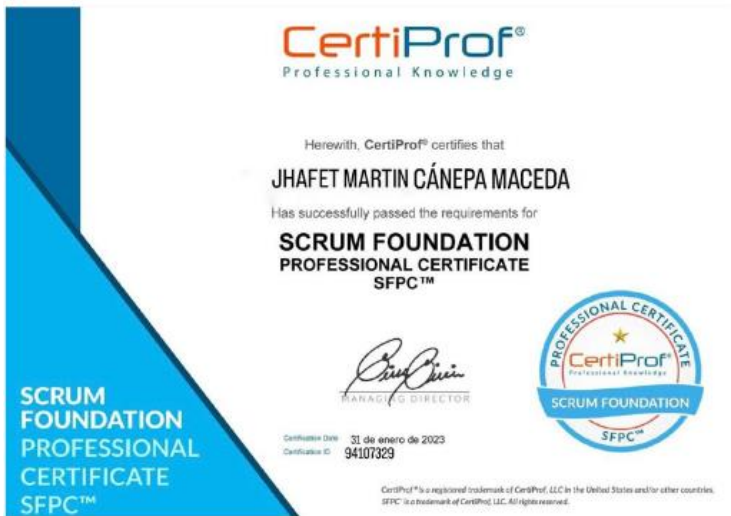 CertiProf®
Professional Knowledge
Herewith, CertiProf® certifies that
JHAFET MARTIN CÁNEPA MACEDA
Has successfully passed the requirements for
SCRUM FOUNDATION
PROFESSIONAL CERTIFICATE
SFPC™
MANAGING DIRECTOR
Certification Date 31 de enero de 2023
Certification ID 94107329
SCRUM
FOUNDATION
PROFESSIONAL
CERTIFICATE
SFPC™
PROFESSIONAL CERTIFICATE
CertiProf®
Professional Knowledge
SCRUM FOUNDATION
SFPC™
CertiProf® is a registered trademark of CertiProf, LLC in the United States and/or other countries.
SFPC™ is a trademark of CertiProf, LLC. All rights reserved.